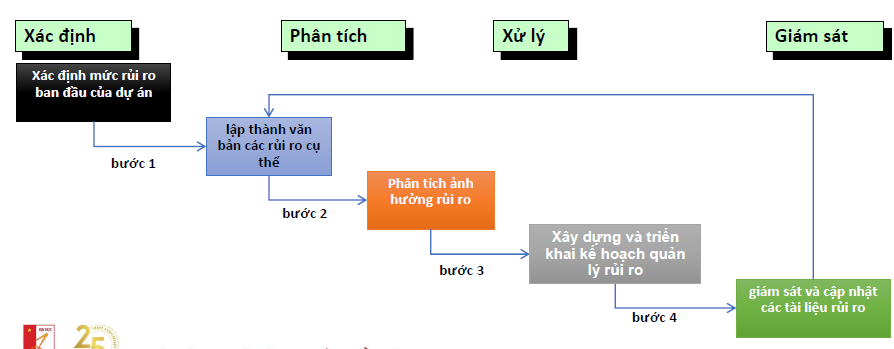 Xác định
Phân tích
Xử lý
Giám sát
Xác định mức rủi ro
ban đầu của dự án
bước 1
lập thành văn
bản các rủi ro cụ
thể
bước 2
Phân tích ảnh
hưởng rủi ro
bước 3
Xây dựng và triển
khai kế hoạch quản
lý rủi ro
bước 4
giám sát và cập nhật
các tài liệu rủi ro
ĐẠI HỌC
25